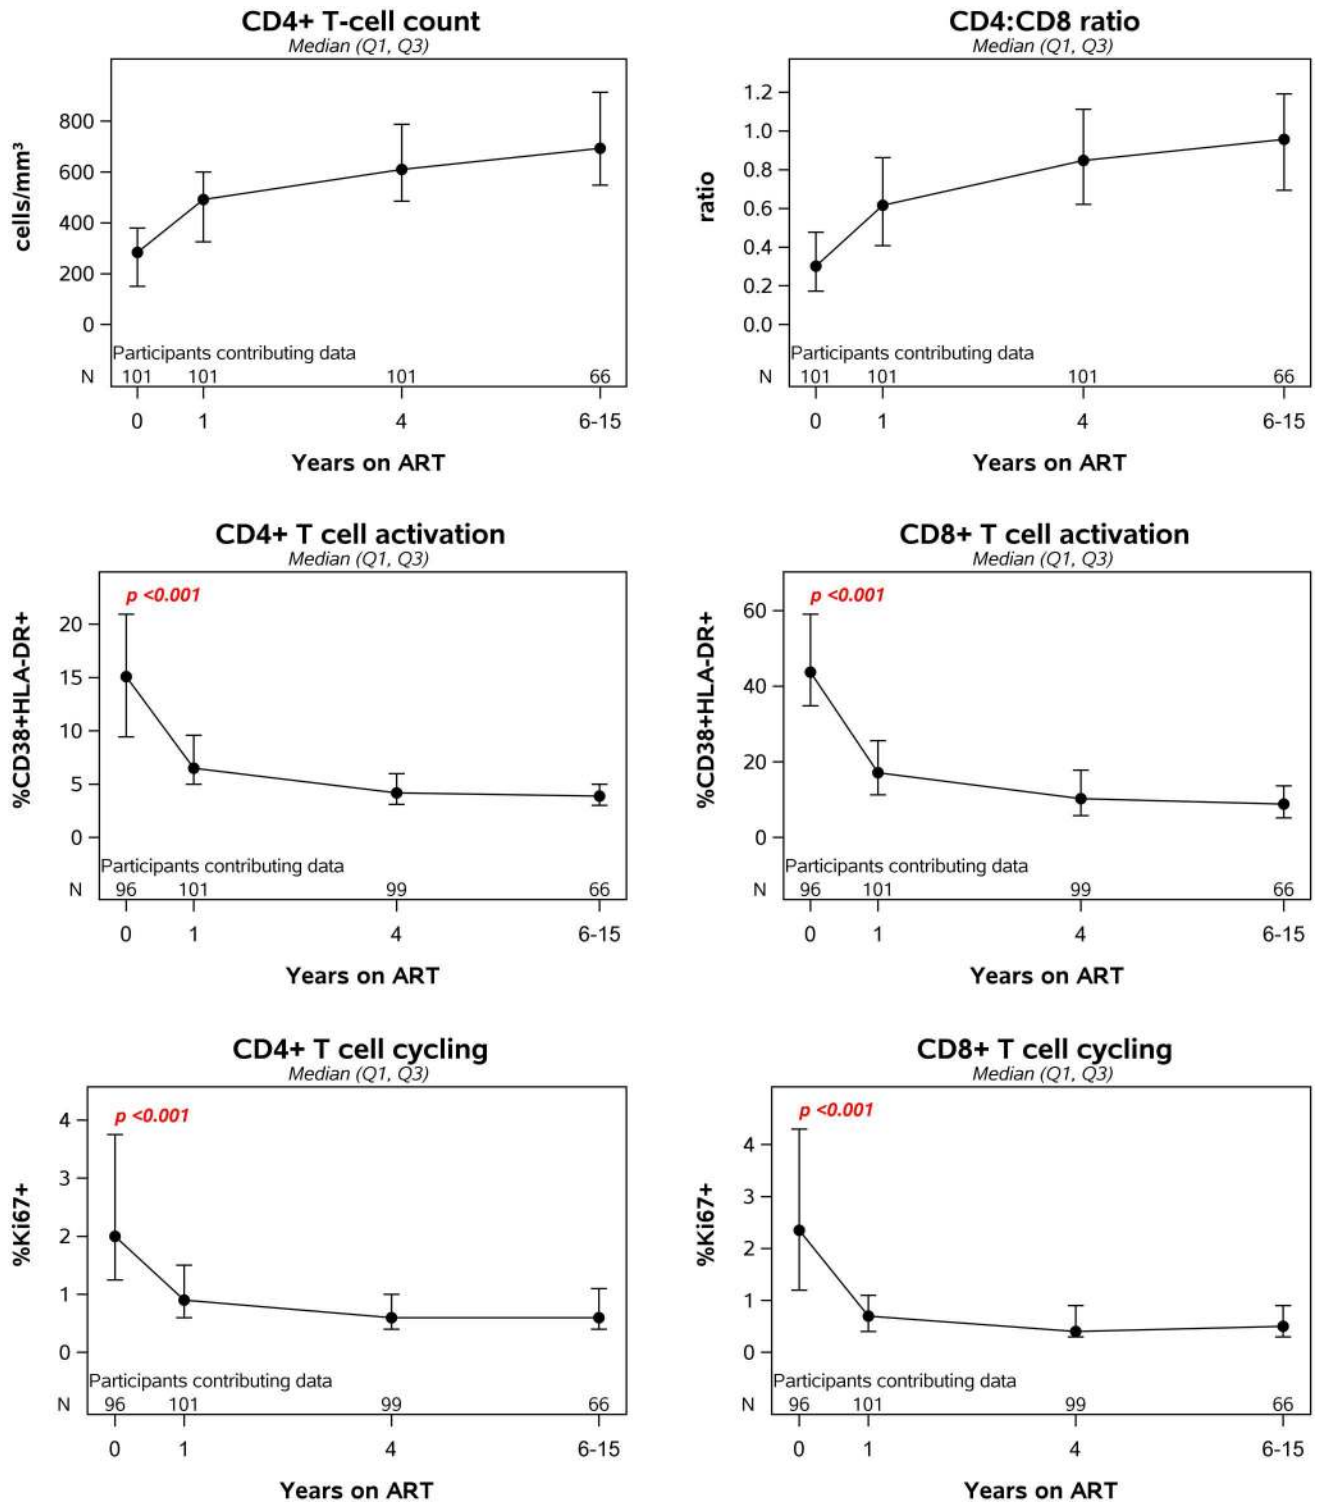 CD4+ T-cell count
Median (Q1, Q3)
cells/mm³
800
600
400
200
0
Participants contributing data
N 101 101 101 66
0 1 4 6-15
Years on ART
CD4:CD8 ratio
Median (Q1, Q3)
ratio
1.2
1.0
0.8
0.6
0.4
0.2
0.0
Participants contributing data
N 101 101 101 66
0 1 4 6-15
Years on ART
CD4+ T cell activation
Median (Q1, Q3)
p <0.001
%CD38+HLA-DR+
20
15
10
5
0
Participants contributing data
N 96 101 99 66
0 1 4 6-15
Years on ART
CD8+ T cell activation
Median (Q1, Q3)
p <0.001
%CD38+HLA-DR+
60
40
20
0
Participants contributing data
N 96 101 99 66
0 1 4 6-15
Years on ART
CD4+ T cell cycling
Median (Q1, Q3)
p <0.001
%Ki67+
4
3
2
1
0
Participants contributing data
N 96 101 99 66
0 1 4 6-15
Years on ART
CD8+ T cell cycling
Median (Q1, Q3)
p <0.001
%Ki67+
4
3
2
1
0
Participants contributing data
N 96 101 99 66
0 1 4 6-15
Years on ART